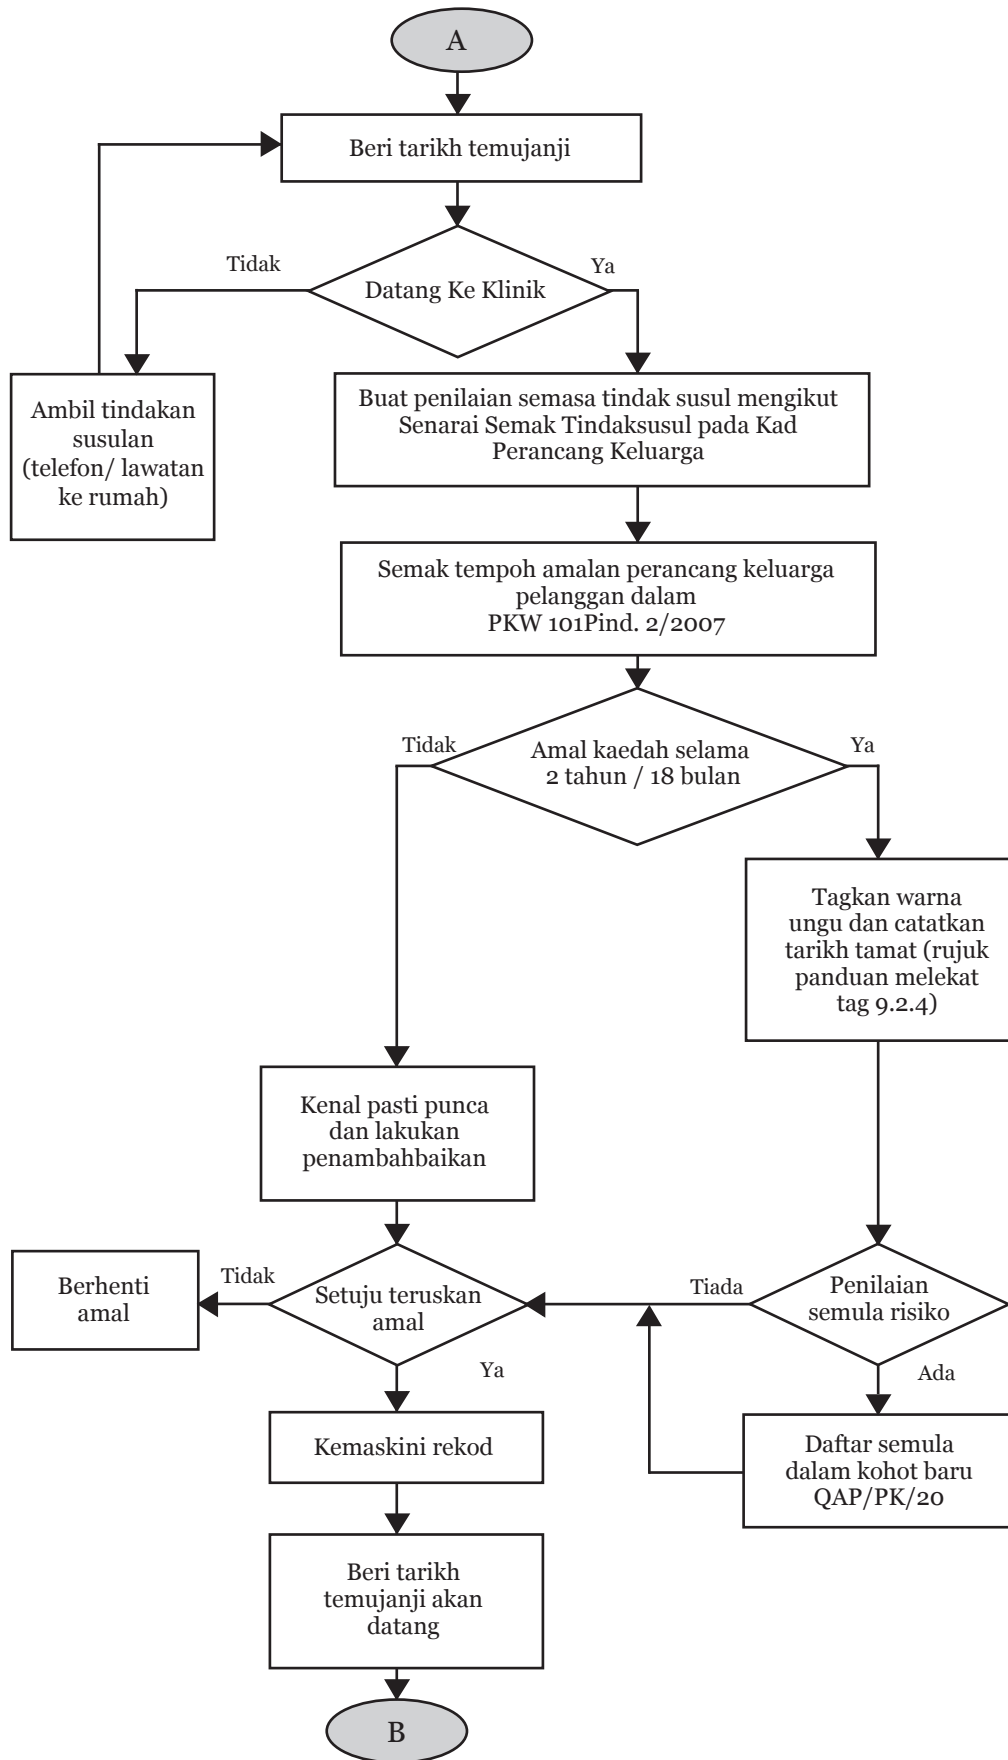 A
Beri tarikh temujanji
Tidak
Ya
Datang Ke Klinik
Ambil tindakan
susulan
(telefon/ lawatan
ke rumah)
Buat penilaian semasa tindak susul mengikut
Senarai Semak Tindaksusul pada Kad
Perancang Keluarga
Semak tempoh amalan perancang keluarga
pelanggan dalam
PKW 101Pind. 2/2007
Tidak
Ya
Amal kaedah selama
2 tahun / 18 bulan
Tagkan warna
ungu dan catatkan
tarikh tamat (rujuk
panduan melekat
tag 9.2.4)
Kenal pasti punca
dan lakukan
penambahbaikan
Berhenti
amal
Tidak
Setuju teruskan
amal
Tiada
Penilaian
semula risiko
Ya
Ada
Kemaskini rekod
Daftar semula
dalam kohot baru
QAP/PK/20
Beri tarikh
temujanji akan
datang
B